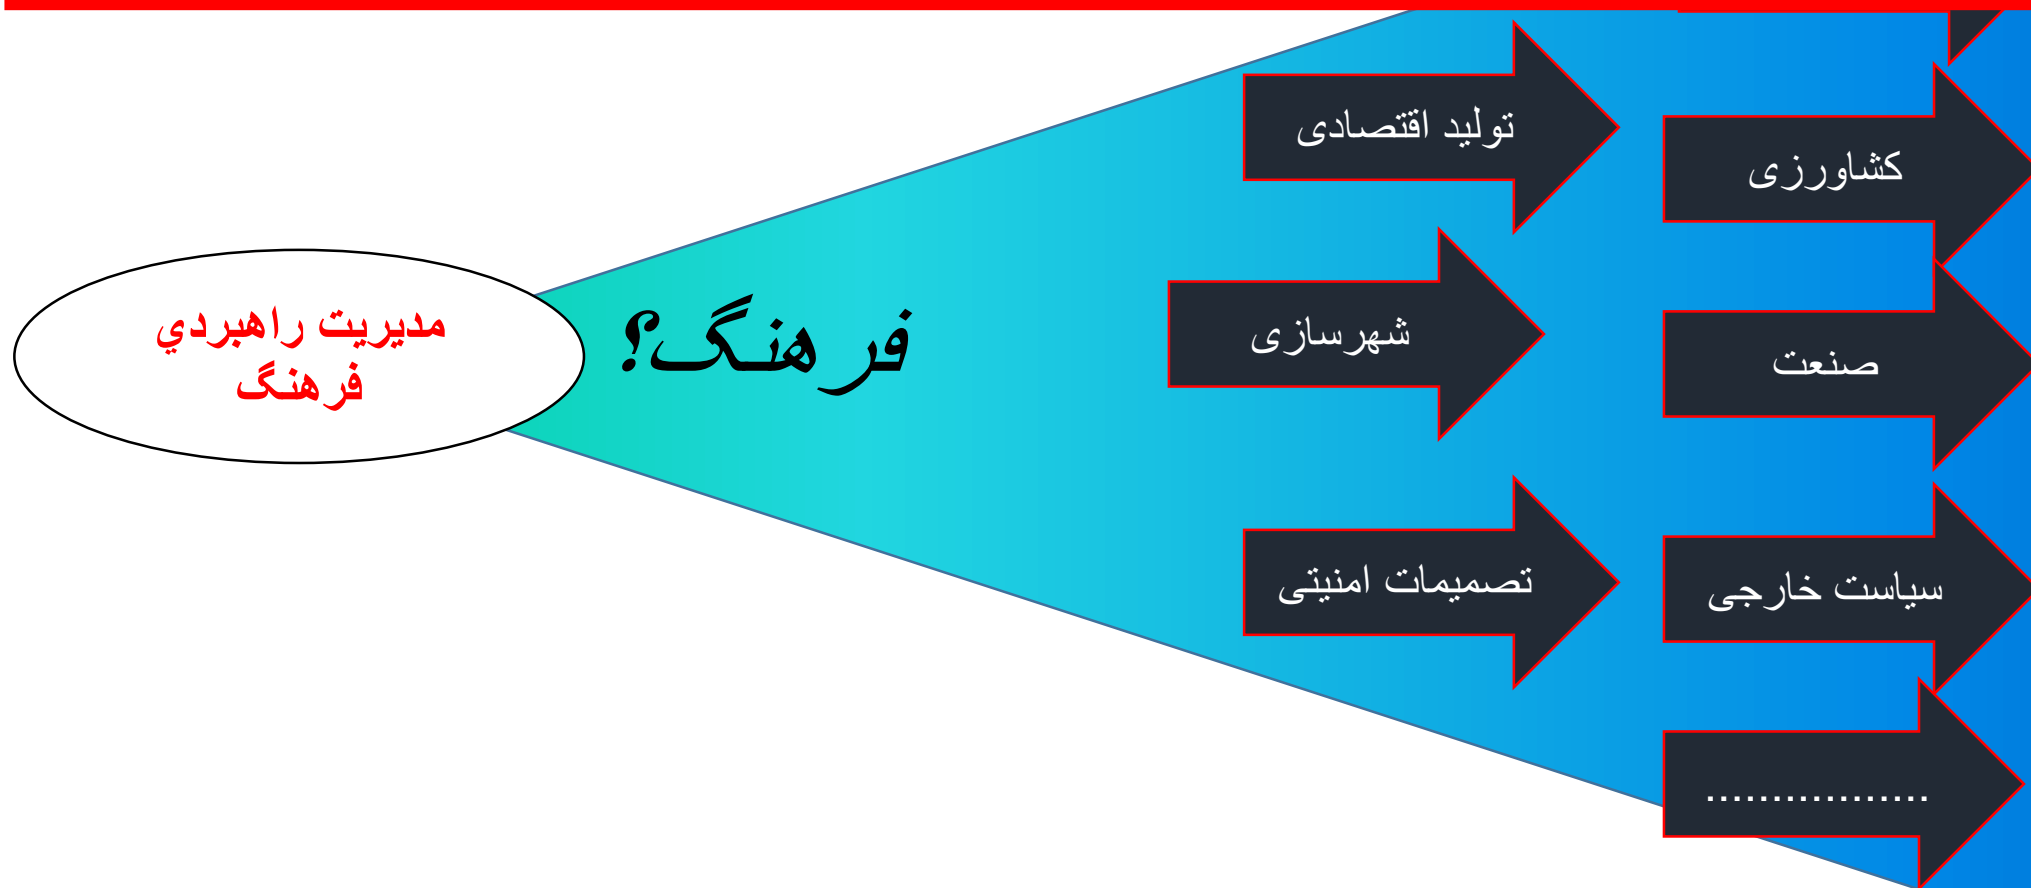 تولید اقتصادی
کشاورزی
مديريت راهبردي
فرهنگ
فرهنگ؟
شهرسازی
صنعت
تصمیمات امنیتی
سیاست خارجی
.................